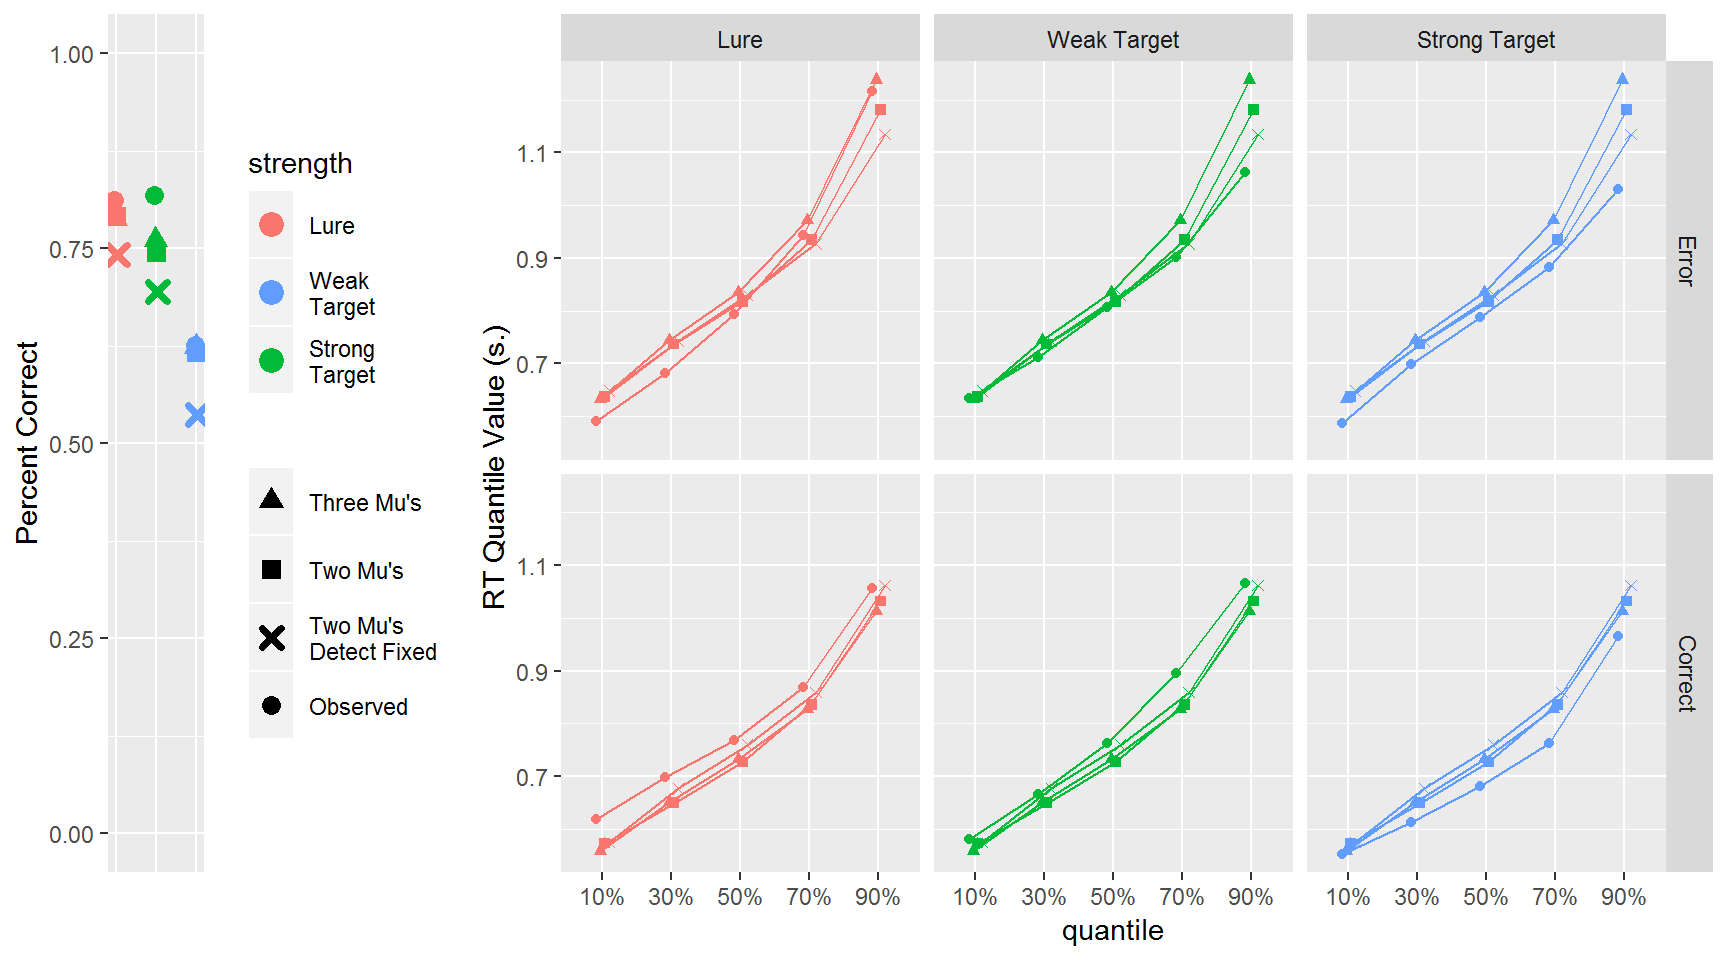 Percent Correct
1.00
0.75
0.50
0.25
0.00
strength
Lure
Weak
Target
Strong
Target
Three Mu's
Two Mu's
Two Mu's
Detect Fixed
Observed
RT Quantile Value (s.)
Lure
Weak Target
Strong Target
1.1
0.9
0.7
Error
1.1
0.9
0.7
Correct
10% 30% 50% 70% 90%
10% 30% 50% 70% 90%
10% 30% 50% 70% 90%
quantile